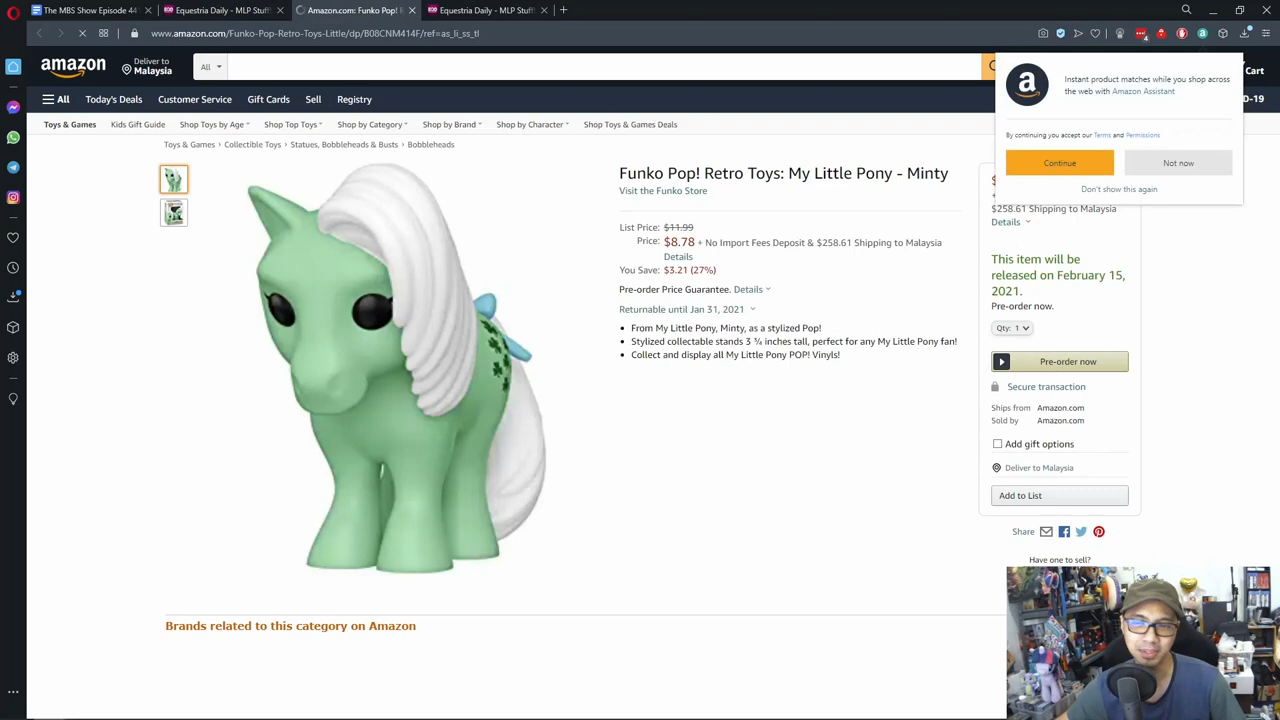 The MBS Show Episode 44
Equestria Daily - MLP Stuff
Amazon.com: Funko Pop! R
Equestria Daily - MLP Stuff
www.amazon.com/Funko-Pop-Retro-Toys-Little/dp/B08CNM414F/ref=as_li_ss_tl
4
amazon
Deliver to
Malaysia
All
Cart
All
Today's Deals
Customer Service
Gift Cards
Sell
Registry
D-19
Toys & Games
Kids Gift Guide
Shop Toys by Age
Shop Top Toys
Shop by Category
Shop by Brand
Shop by Character
Shop Toys & Games Deals
Toys & Games › Collectible Toys › Statues, Bobbleheads & Busts › Bobbleheads
Instant product matches while you shop across
the web with Amazon Assistant
By continuing you accept our Terms and Permissions
Continue
Not now
Don't show this again
Funko Pop! Retro Toys: My Little Pony - Minty
Visit the Funko Store
List Price: $11.99
Price: $8.78 + No Import Fees Deposit & $258.61 Shipping to Malaysia
Details
You Save: $3.21 (27%)
Pre-order Price Guarantee. Details
Returnable until Jan 31, 2021
• From My Little Pony, Minty, as a stylized Pop!
• Stylized collectable stands 3 ¾ inches tall, perfect for any My Little Pony fan!
• Collect and display all My Little Pony POP! Vinyls!
$258.61 Shipping to Malaysia
Details
This item will be
released on February 15,
2021.
Pre-order now.
Qty: 1
Pre-order now
Secure transaction
Ships from Amazon.com
Sold by Amazon.com
Add gift options
Deliver to Malaysia
Add to List
Share
Have one to sell?
Brands related to this category on Amazon